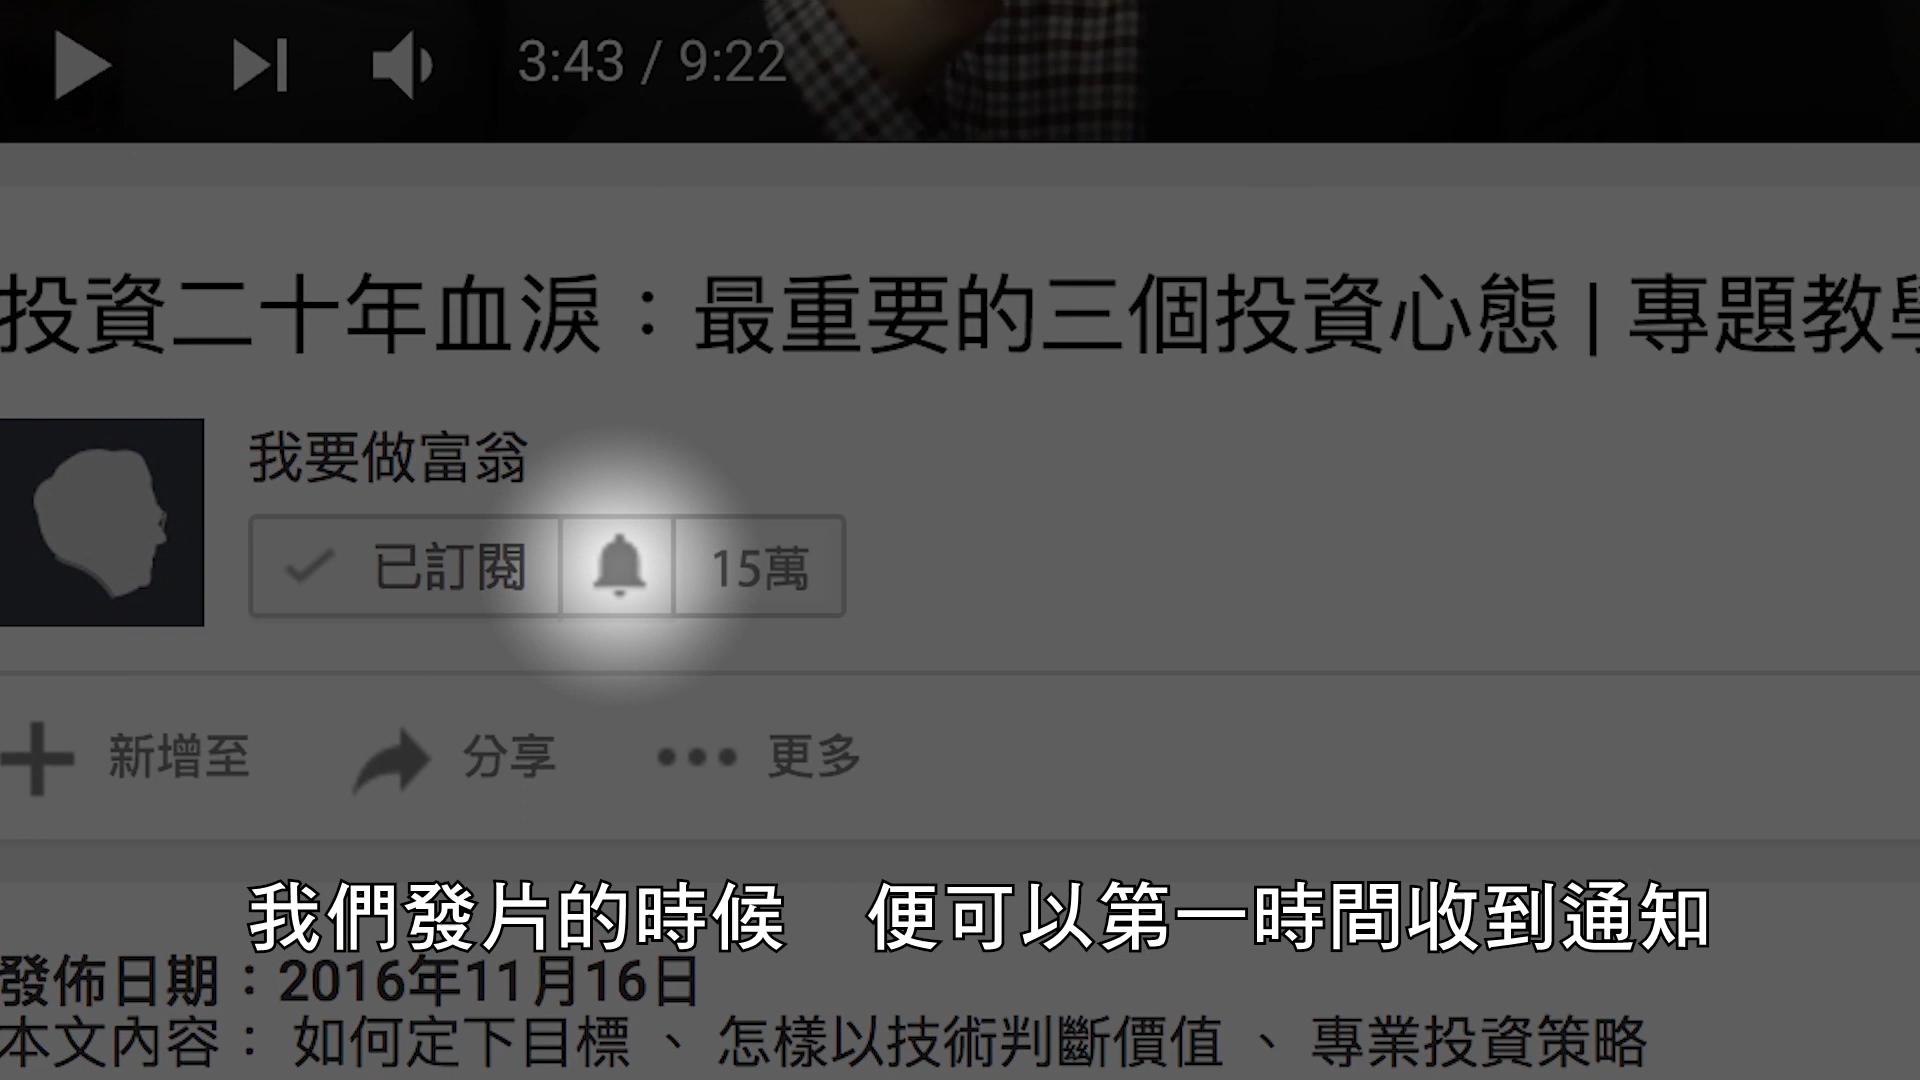 3:43 / 9:22
投資二十年血淚：最重要的三個投資心態 | 專題教學
我要做富翁
已訂閱 15萬
新增至 分享 更多
我們發片的時候 便可以第一時間收到通知
發佈日期：2016年11月16日
本文內容： 如何定下目標 、 怎樣以技術判斷價值 、 專業投資策略